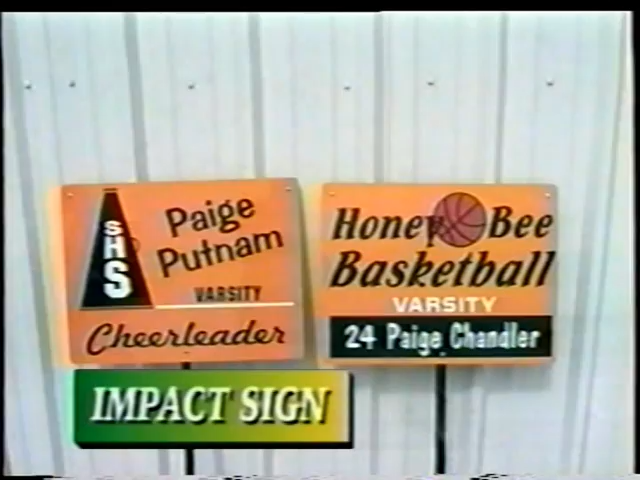 SHS
Paige
Putnam
VARSITY
Cheerleader
Honey Bee
Basketball
VARSITY
24 Paige Chandler
IMPACT SIGN